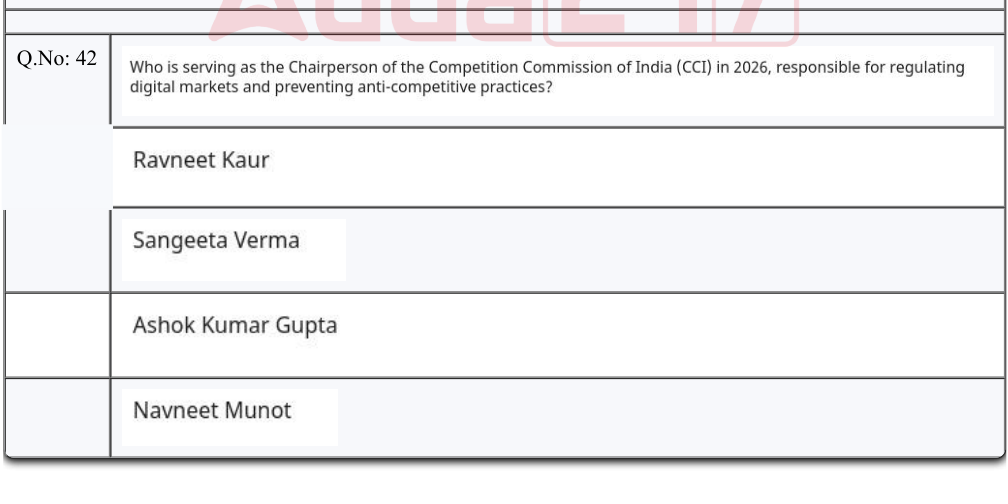 Q.No: 42
Who is serving as the Chairperson of the Competition Commission of India (CCI) in 2026, responsible for regulating
digital markets and preventing anti-competitive practices?
Ravneet Kaur
Sangeeta Verma
Ashok Kumar Gupta
Navneet Munot